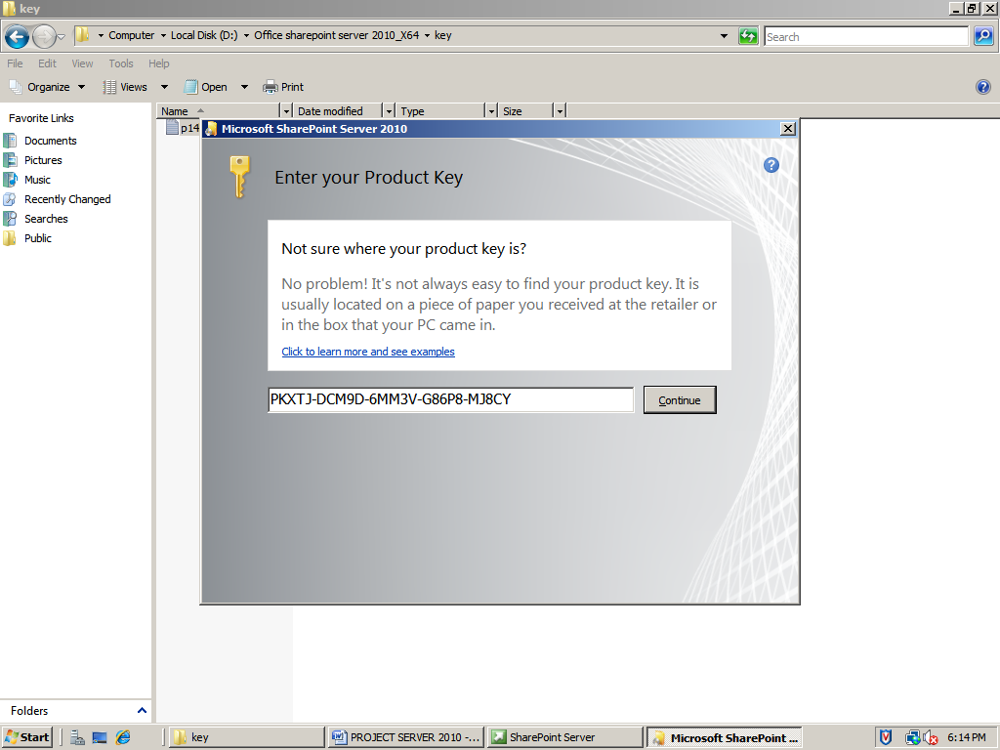 key
Computer Local Disk (D:) Office sharepoint server 2010_X64 key
Search
File Edit View Tools Help
Organize Views Open Print
Favorite Links
Documents
Pictures
Music
Recently Changed
Searches
Public
Name Date modified Type Size
p14
Microsoft SharePoint Server 2010
Enter your Product Key
Not sure where your product key is?
No problem! It's not always easy to find your product key. It is
usually located on a piece of paper you received at the retailer or
in the box that your PC came in.
Click to learn more and see examples
PKXTJ-DCM9D-6MM3V-G86P8-MJ8CY
Continue
Folders
Start key PROJECT SERVER 2010 -... SharePoint Server Microsoft SharePoint ... 6:14 PM